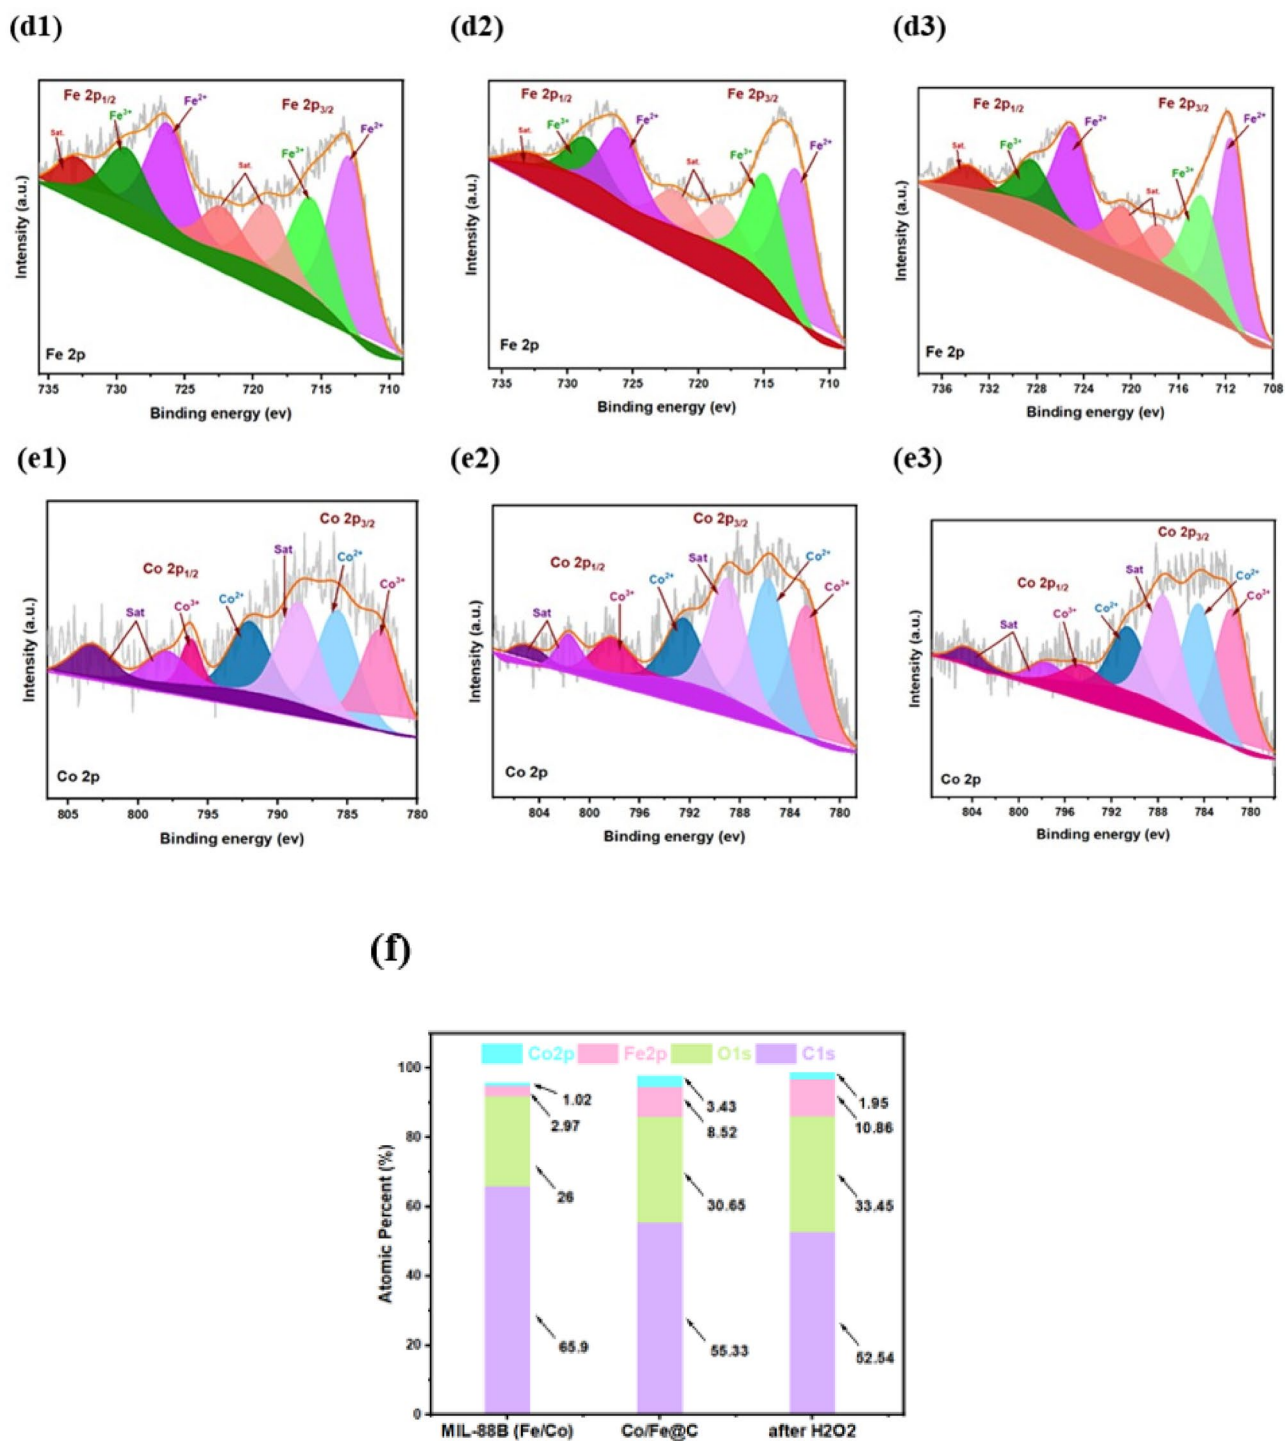 (d1)
(d2)
(d3)
Fe 2p1/2
Fe3+
Fe2+
Sat.
Sat.
Fe 2p3/2
Fe3+
Fe2+
Intensity (a.u.)
Fe 2p
735 730 725 720 715 710
Binding energy (ev)
Fe 2p1/2
Fe3+
Fe2+
Sat.
Sat.
Fe 2p3/2
Fe3+
Fe2+
Intensity (a.u.)
Fe 2p
735 730 725 720 715 710
Binding energy (ev)
Fe 2p1/2
Fe3+
Fe2+
Sat.
Sat.
Fe 2p3/2
Fe3+
Fe2+
Intensity (a.u.)
Fe 2p
736 732 728 724 720 716 712 708
Binding energy (ev)
(e1)
(e2)
(e3)
Co 2p3/2
Co 2p1/2
Sat
Co3+
Co2+
Sat
Co2+
Co3+
Intensity (a.u.)
Co 2p
805 800 795 790 785 780
Binding energy (ev)
Co 2p3/2
Co 2p1/2
Sat
Co3+
Co2+
Sat
Co2+
Co3+
Intensity (a.u.)
Co 2p
804 800 796 792 788 784 780
Binding energy (ev)
Co 2p3/2
Co 2p1/2
Sat
Co3+
Co2+
Sat
Co2+
Co3+
Intensity (a.u.)
Co 2p
804 800 796 792 788 784 780
Binding energy (ev)
(f)
Co2p Fe2p O1s C1s
Atomic Percent (%)
100
80
60
40
20
0
1.02
2.97
26
65.9
3.43
8.52
30.65
55.33
1.95
10.86
33.45
52.54
MIL-88B (Fe/Co) Co/Fe@C after H2O2